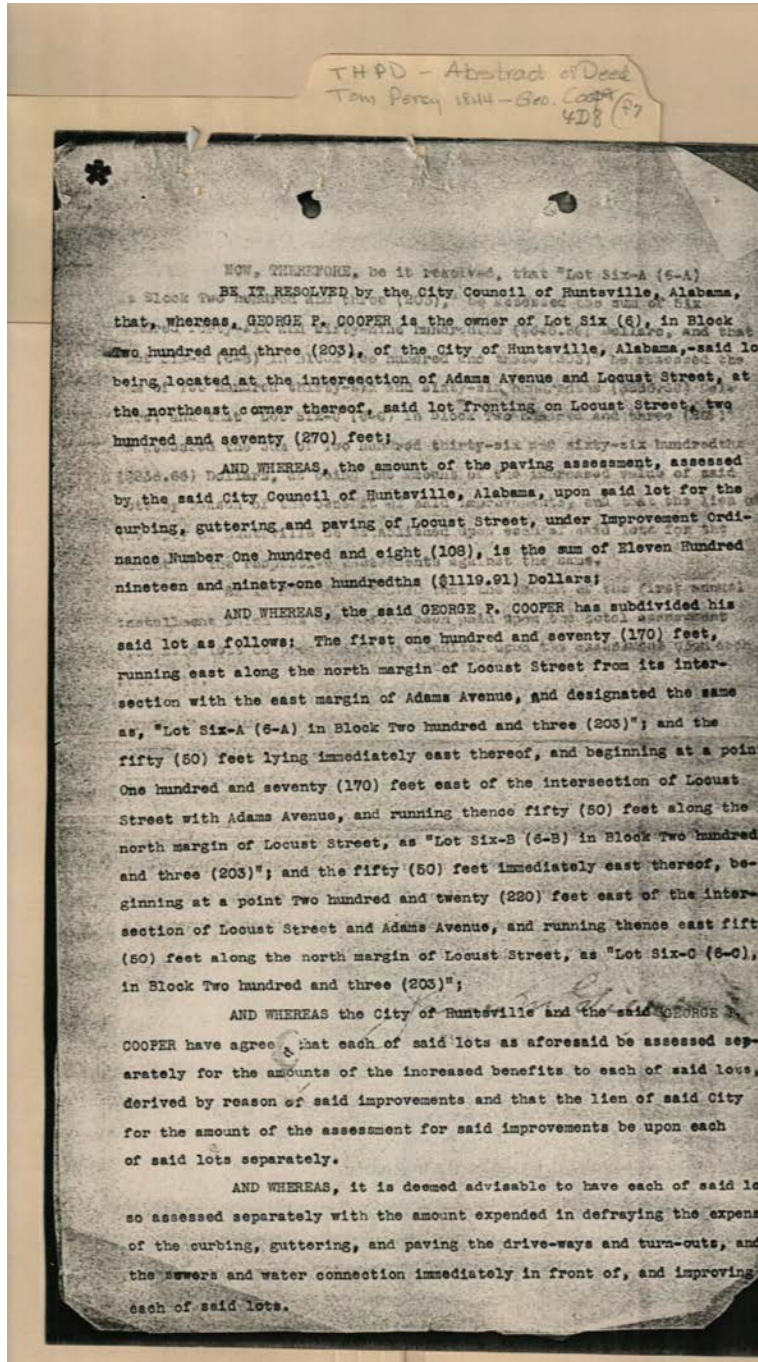 THPD - Abstract of Deed
Tom Percy 1844 - Geo. Cooper
4D8 (f7
NOW, THEREFORE, be it resolved, that "Lot Six-A (6-A)
BE IT RESOLVED by the City Council of Huntsville, Alabama,
that, whereas, GEORGE P. COOPER is the owner of Lot Six (6), in Block
Two hundred and three (203), of the City of Huntsville, Alabama,-said lo
being located at the intersection of Adams Avenue and Locust Street, at
the northeast corner thereof, said lot fronting on Locust Street, two
hundred and seventy (270) feet;
AND WHEREAS, the amount of the paving assessment, assessed
by the said City Council of Huntsville, Alabama, upon said lot for the
curbing, guttering and paving of Locust Street, under Improvement Ordi-
nance Number One hundred and eight (108), is the sum of Eleven Hundred
nineteen and ninety-one hundredths ($1119.91) Dollars;
AND WHEREAS, the said GEORGE P. COOPER has subdivided his
said lot as follows: The first one hundred and seventy (170) feet,
running east along the north margin of Locust Street from its inter-
section with the east margin of Adams Avenue, and designated the same
as, "Lot Six-A (6-A) in Block Two hundred and three (203)"; and the
fifty (50) feet lying immediately east thereof, and beginning at a poin
One hundred and seventy (170) feet east of the intersection of Locust
Street with Adams Avenue, and running thence fifty (50) feet along the
north margin of Locust Street, as "Lot Six-B (6-B) in Block Two hundred
and three (203)"; and the fifty (50) feet immediately east thereof, be-
ginning at a point Two hundred and twenty (220) feet east of the inter-
section of Locust Street and Adams Avenue, and running thence east fift
(50) feet along the north margin of Locust Street, as "Lot Six-C (6-C),
in Block Two hundred and three (203)";
AND WHEREAS the City of Huntsville and the said GEORGE P.
COOPER have agree , that each of said lots as aforesaid be assessed sep-
arately for the amounts of the increased benefits to each of said lots,
derived by reason of said improvements and that the lien of said City
for the amount of the assessment for said improvements be upon each
of said lots separately.
AND WHEREAS, it is deemed advisable to have each of said lo
so assessed separately with the amount expended in defraying the expens
of the curbing, guttering, and paving the drive-ways and turn-outs, and
the sewers and water connection immediately in front of, and improving
each of said lots.